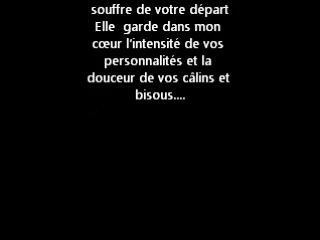 souffre de votre départ
Elle  garde dans mon
cœur l'intensité de vos
personnalités et la
douceur de vos câlins et
bisous....